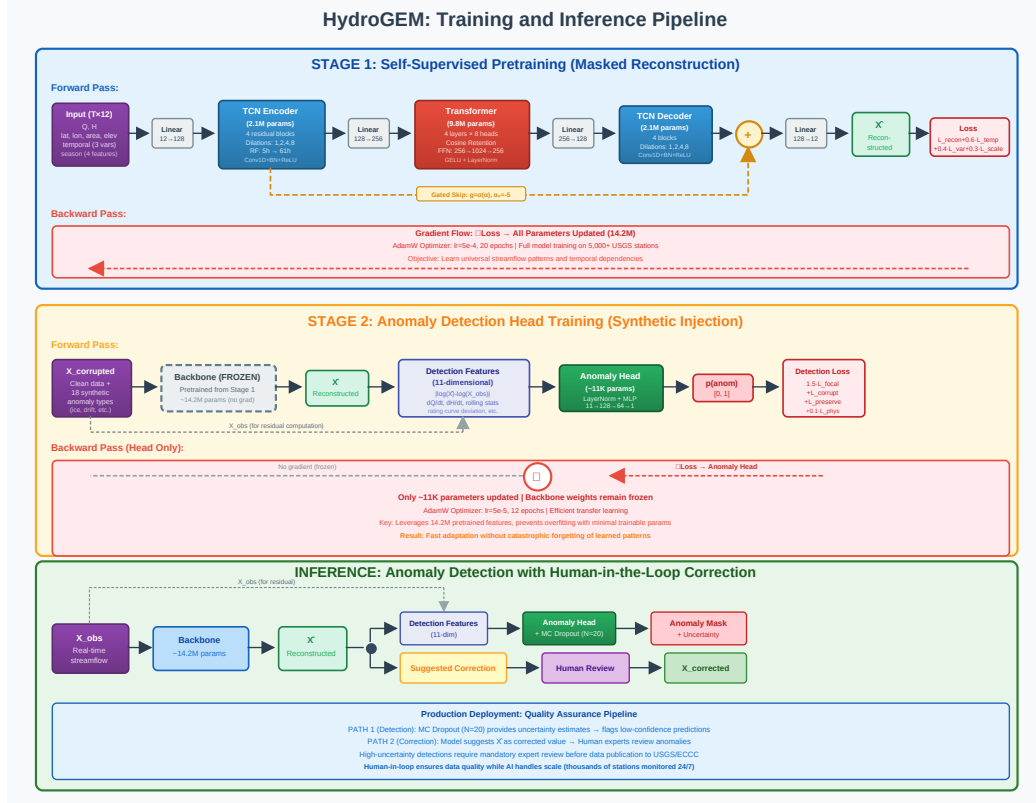 HydroGEM: Training and Inference Pipeline
STAGE 1: Self-Supervised Pretraining (Masked Reconstruction)
Forward Pass:
Input (T×12)
Q, H
lat, lon, area, elev
temporal (3 vars)
season (4 features)
Linear
12→128
TCN Encoder
(2.1M params)
4 residual blocks
Dilations: 1,2,4,8
RF: 5h → 61h
Conv1D+BN+ReLU
Linear
128→256
Transformer
(9.8M params)
4 layers × 8 heads
Cosine Retention
FFN: 256→1024→256
GELU + LayerNorm
Linear
256→128
TCN Decoder
(2.1M params)
4 blocks
Dilations: 1,2,4,8
Conv1D+BN+ReLU
+
Linear
128→12
X̂
Recon-
structed
Loss
L_recon+0.6·L_temp
+0.4·L_var+0.3·L_scale
Gated Skip: g=σ(α), α₀=-5
Backward Pass:
Gradient Flow: Loss → All Parameters Updated (14.2M)
AdamW Optimizer: lr=5e-4, 20 epochs | Full model training on 5,000+ USGS stations
Objective: Learn universal streamflow patterns and temporal dependencies
STAGE 2: Anomaly Detection Head Training (Synthetic Injection)
Forward Pass:
X_corrupted
Clean data +
18 synthetic
anomaly types
(ice, drift, etc.)
Backbone (FROZEN)
Pretrained from Stage 1
~14.2M params (no grad)
X̂
Reconstructed
Detection Features
(11-dimensional)
|log(X̂)-log(X_obs)|
dQ/dt, dH/dt, rolling stats
rating curve deviation, etc.
Anomaly Head
(~11K params)
LayerNorm + MLP
11→128→64→1
p(anom)
[0, 1]
Detection Loss
1.5·L_focal
+L_corrupt
+L_preserve
+0.1·L_phys
X_obs (for residual computation)
Backward Pass (Head Only):
No gradient (frozen)
Loss → Anomaly Head
Only ~11K parameters updated | Backbone weights remain frozen
AdamW Optimizer: lr=5e-5, 12 epochs | Efficient transfer learning
Key: Leverages 14.2M pretrained features, prevents overfitting with minimal trainable params
Result: Fast adaptation without catastrophic forgetting of learned patterns
INFERENCE: Anomaly Detection with Human-in-the-Loop Correction
X_obs (for residual)
X_obs
Real-time
streamflow
Backbone
~14.2M params
X̂
Reconstructed
Detection Features
(11-dim)
Anomaly Head
+ MC Dropout (N=20)
Anomaly Mask
+ Uncertainty
Suggested Correction
Human Review
X_corrected
Production Deployment: Quality Assurance Pipeline
PATH 1 (Detection): MC Dropout (N=20) provides uncertainty estimates → flags low-confidence predictions
PATH 2 (Correction): Model suggests X̂ as corrected value → Human experts review anomalies
High-uncertainty detections require mandatory expert review before data publication to USGS/ECCC
Human-in-loop ensures data quality while AI handles scale (thousands of stations monitored 24/7)